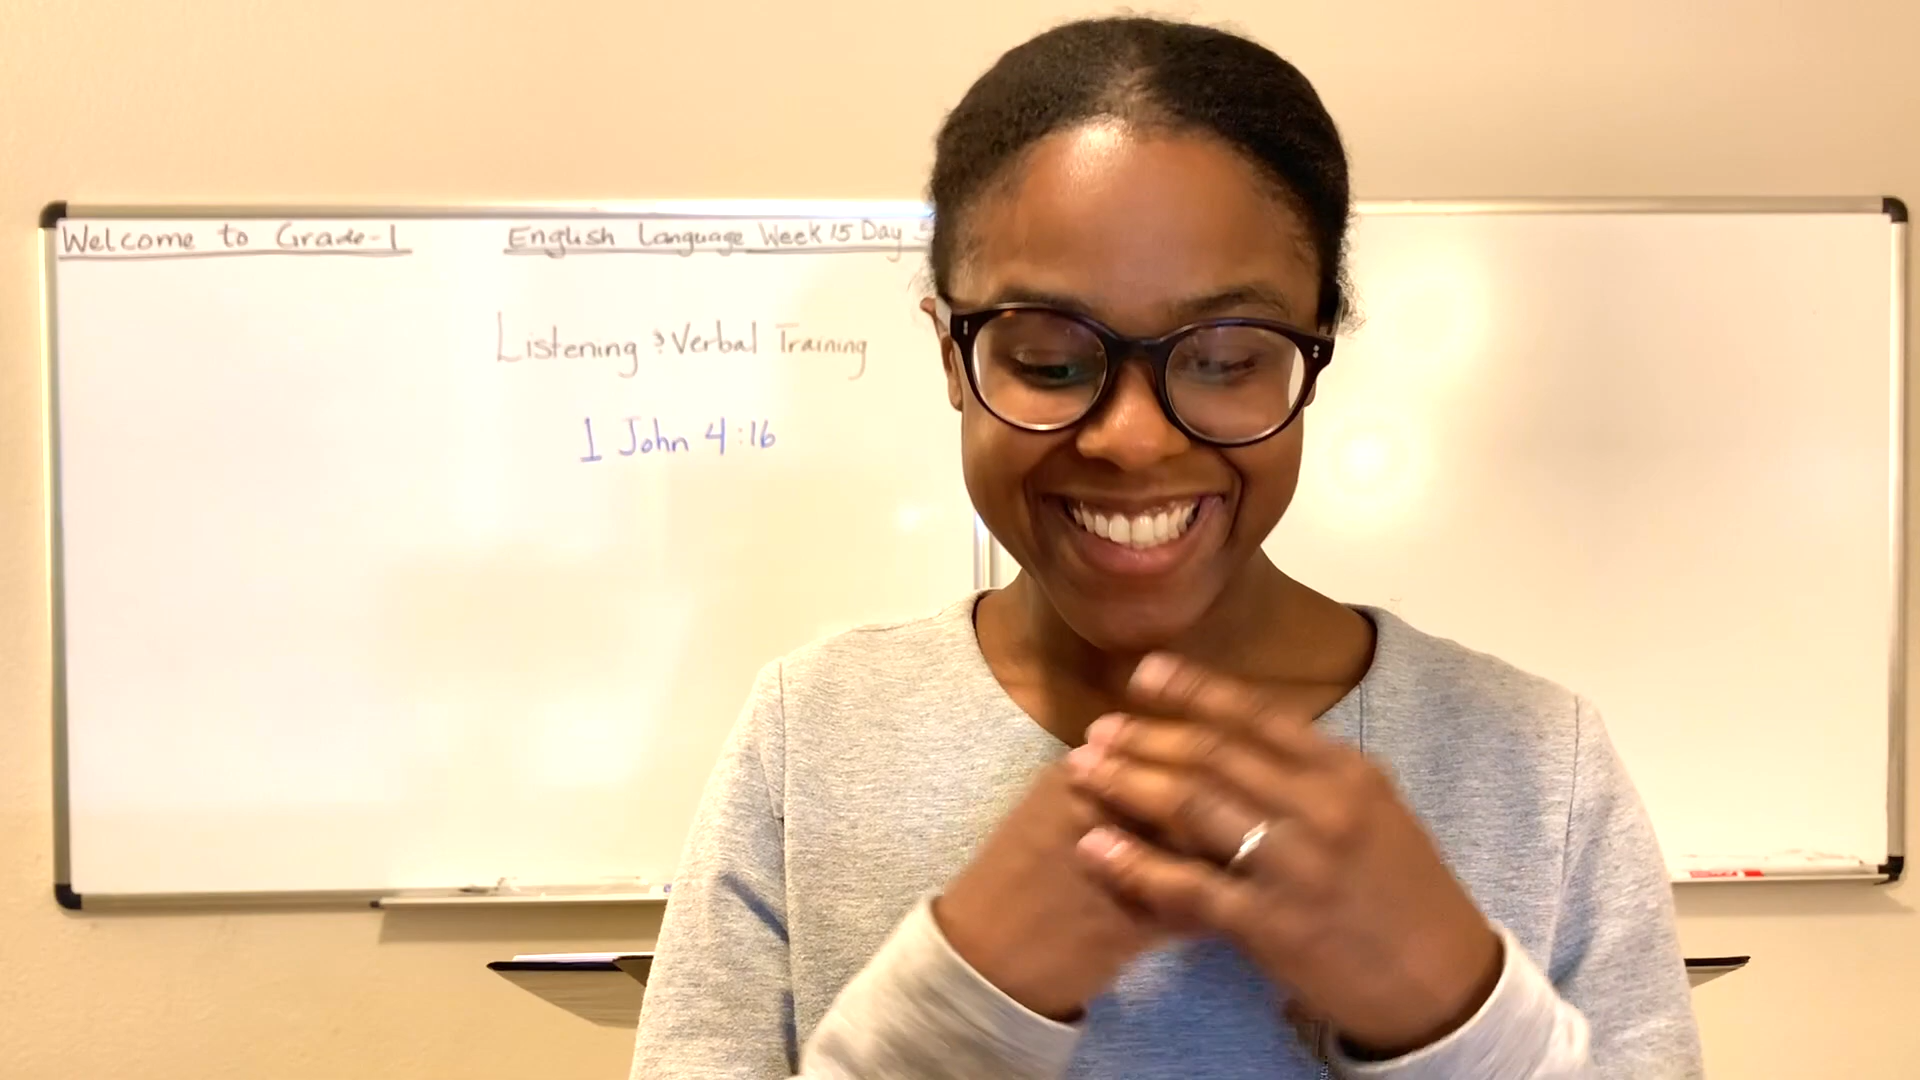 Welcome to Grade-1
English Language Week 15 Day
Listening & Verbal Training
1 John 4:16